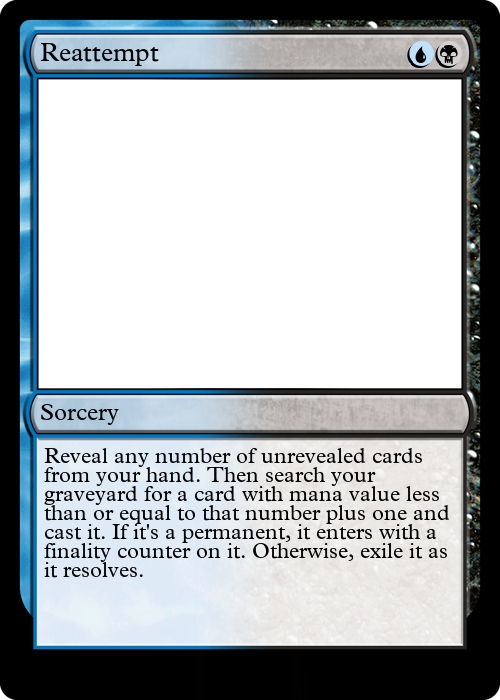 Reattempt
Sorcery
Reveal any number of unrevealed cards
from your hand. Then search your
graveyard for a card with mana value less
than or equal to that number plus one and
cast it. If it's a permanent, it enters with a
finality counter on it. Otherwise, exile it as
it resolves.